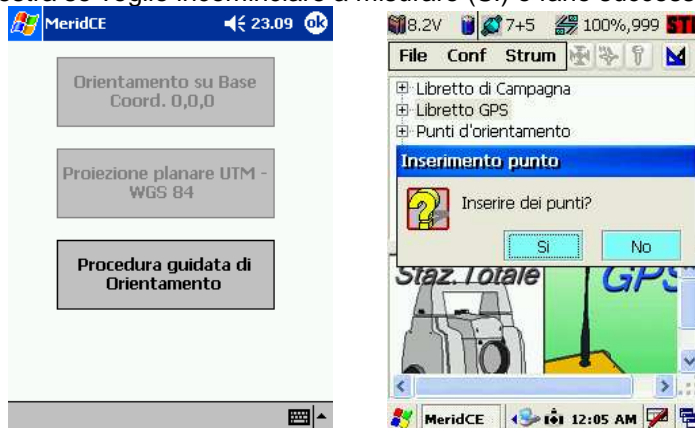 MeridCE 23.09 ok
Orientamento su Base
Coord. 0,0,0
Proiezione planare UTM -
WGS 84
Procedura guidata di
Orientamento
8.2V 7+5 100%,999
File Conf Strum
Libretto di Campagna
Libretto GPS
Punti d'orientamento
Inserimento punto
Inserire dei punti?
Si No
Staz. Totale GPS
MeridCE 12:05 AM